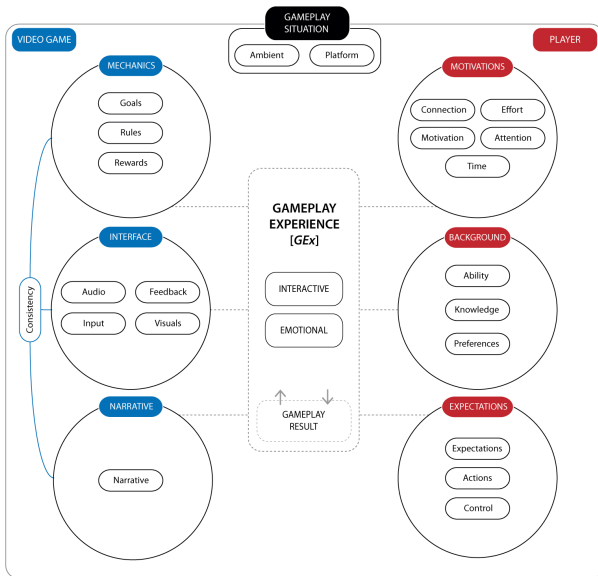 GAMEPLAY
SITUATION
VIDEO GAME
PLAYER
Ambient
Platform
MECHANICS
Goals
Rules
Rewards
MOTIVATIONS
Connection
Effort
Motivation
Attention
Time
GAMEPLAY
EXPERIENCE
[GEx]
INTERACTIVE
EMOTIONAL
GAMEPLAY
RESULT
INTERFACE
Audio
Feedback
Input
Visuals
Consistency
BACKGROUND
Ability
Knowledge
Preferences
NARRATIVE
Narrative
EXPECTATIONS
Expectations
Actions
Control